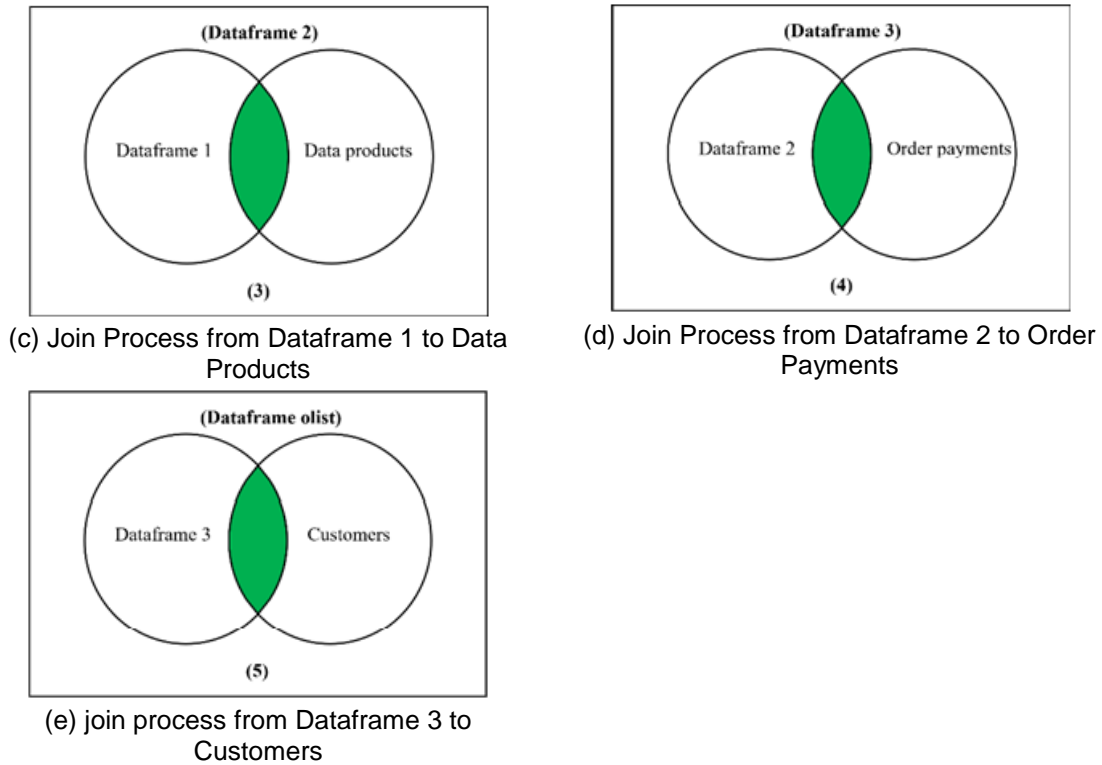 (Dataframe 2)
Dataframe 1
Data products
(3)
(c) Join Process from Dataframe 1 to Data
Products
(Dataframe 3)
Dataframe 2
Order payments
(4)
(d) Join Process from Dataframe 2 to Order
Payments
(Dataframe olist)
Dataframe 3
Customers
(5)
(e) join process from Dataframe 3 to
Customers